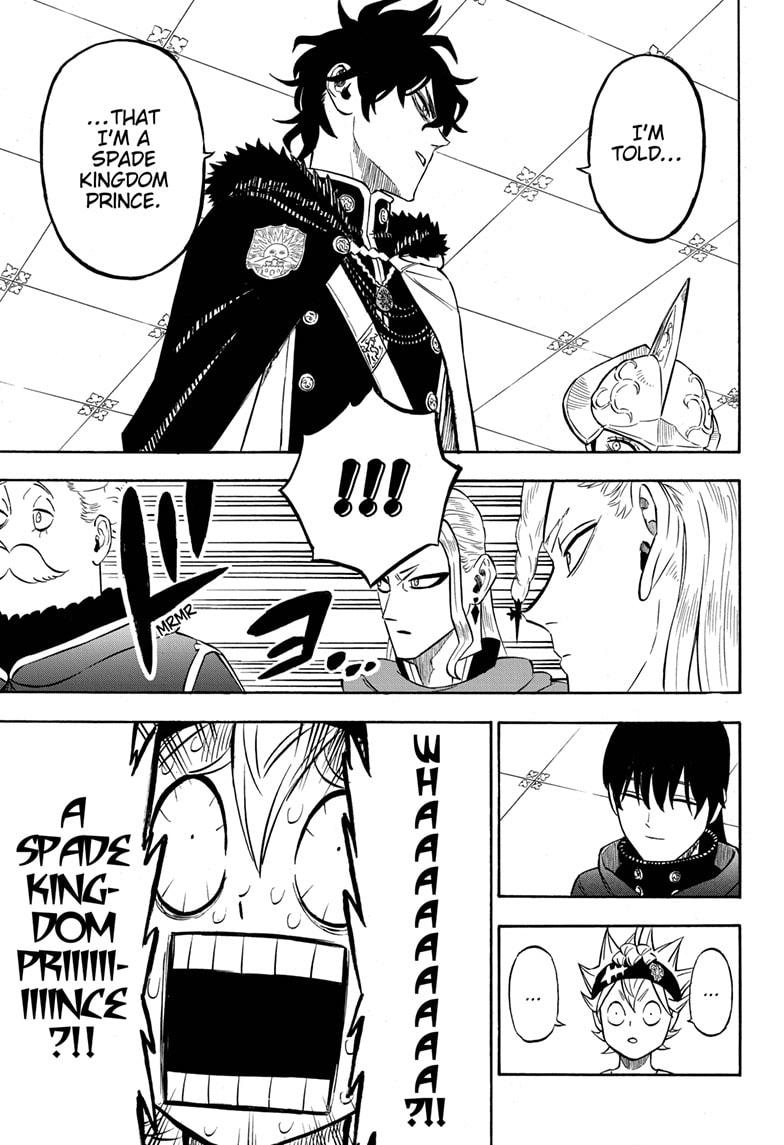 I'M
TOLD...
...THAT
I'M A
SPADE
KINGDOM
PRINCE.
!!!
ドヨ...
MRMR
...
...
WHAAAAAAAAAA?!!
A
SPADE
KING-
DOM
PRIIIIII-
IIIINCE
?!!